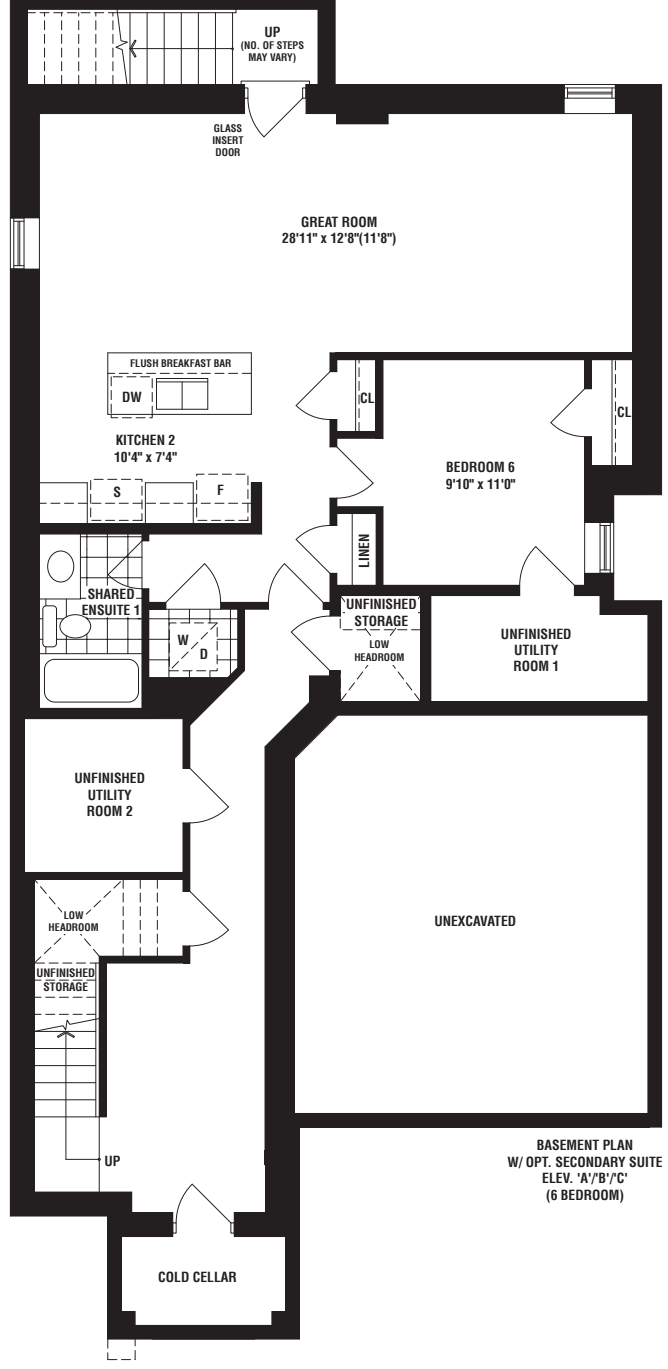 UP
(NO. OF STEPS
MAY VARY)
GLASS
INSERT
DOOR
GREAT ROOM
28'11" x 12'8"(11'8")
FLUSH BREAKFAST BAR
DW
CL
CL
KITCHEN 2
10'4" x 7'4"
BEDROOM 6
9'10" x 11'0"
S
F
LINEN
SHARED
ENSUITE 1
W
D
UNFINISHED
STORAGE
LOW
HEADROOM
UNFINISHED
UTILITY
ROOM 1
UNFINISHED
UTILITY
ROOM 2
LOW
HEADROOM
UNFINISHED
STORAGE
UNEXCAVATED
UP
BASEMENT PLAN
W/ OPT. SECONDARY SUITE
ELEV. 'A'/'B'/'C'
(6 BEDROOM)
COLD CELLAR